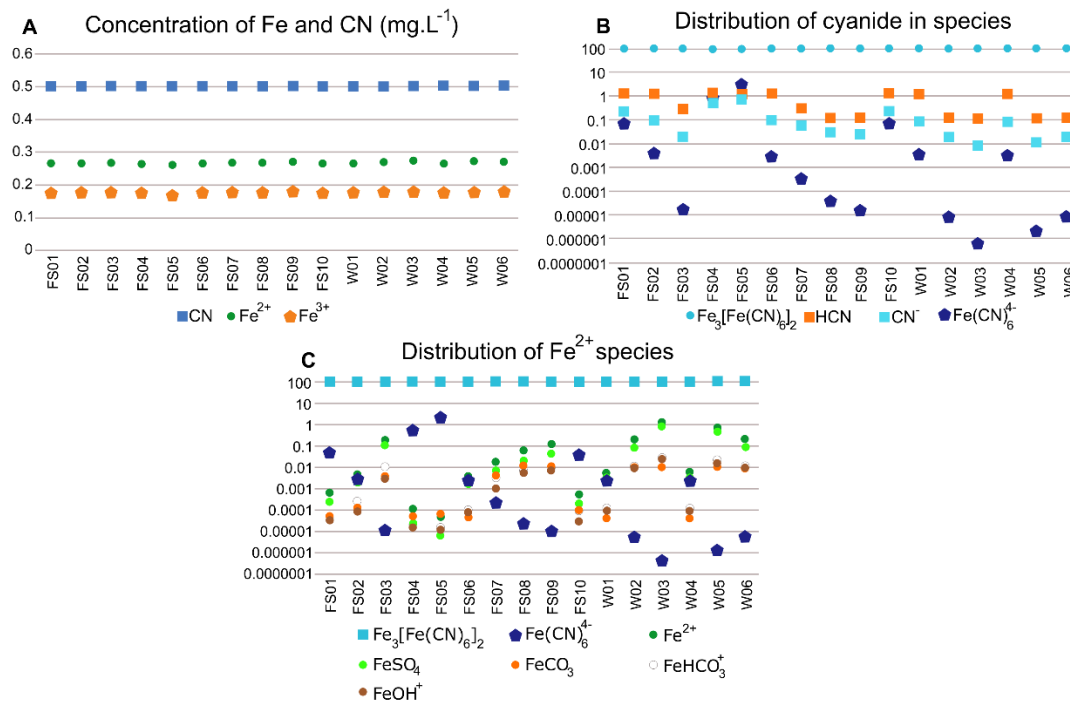 A Concentration of Fe and CN (mg.L⁻¹)
0.6
0.5
0.4
0.3
0.2
0.1
0
FS01 FS02 FS03 FS04 FS05 FS06 FS07 FS08 FS09 FS10 W01 W02 W03 W04 W05 W06
CN Fe²⁺ Fe³⁺
B Distribution of cyanide in species
100
10
1
0.1
0.01
0.001
0.0001
0.00001
0.000001
0.0000001
FS01 FS02 FS03 FS04 FS05 FS06 FS07 FS08 FS09 FS10 W01 W02 W03 W04 W05 W06
Fe₃[Fe(CN)₆]₂ HCN CN⁻ Fe(CN)₆⁴⁻
C Distribution of Fe²⁺ species
100
10
1
0.1
0.01
0.001
0.0001
0.00001
0.000001
0.0000001
FS01 FS02 FS03 FS04 FS05 FS06 FS07 FS08 FS09 FS10 W01 W02 W03 W04 W05 W06
Fe₃[Fe(CN)₆]₂ Fe(CN)₆⁴⁻ Fe²⁺
FeSO₄ FeCO₃ FeHCO₃⁺
FeOH⁺